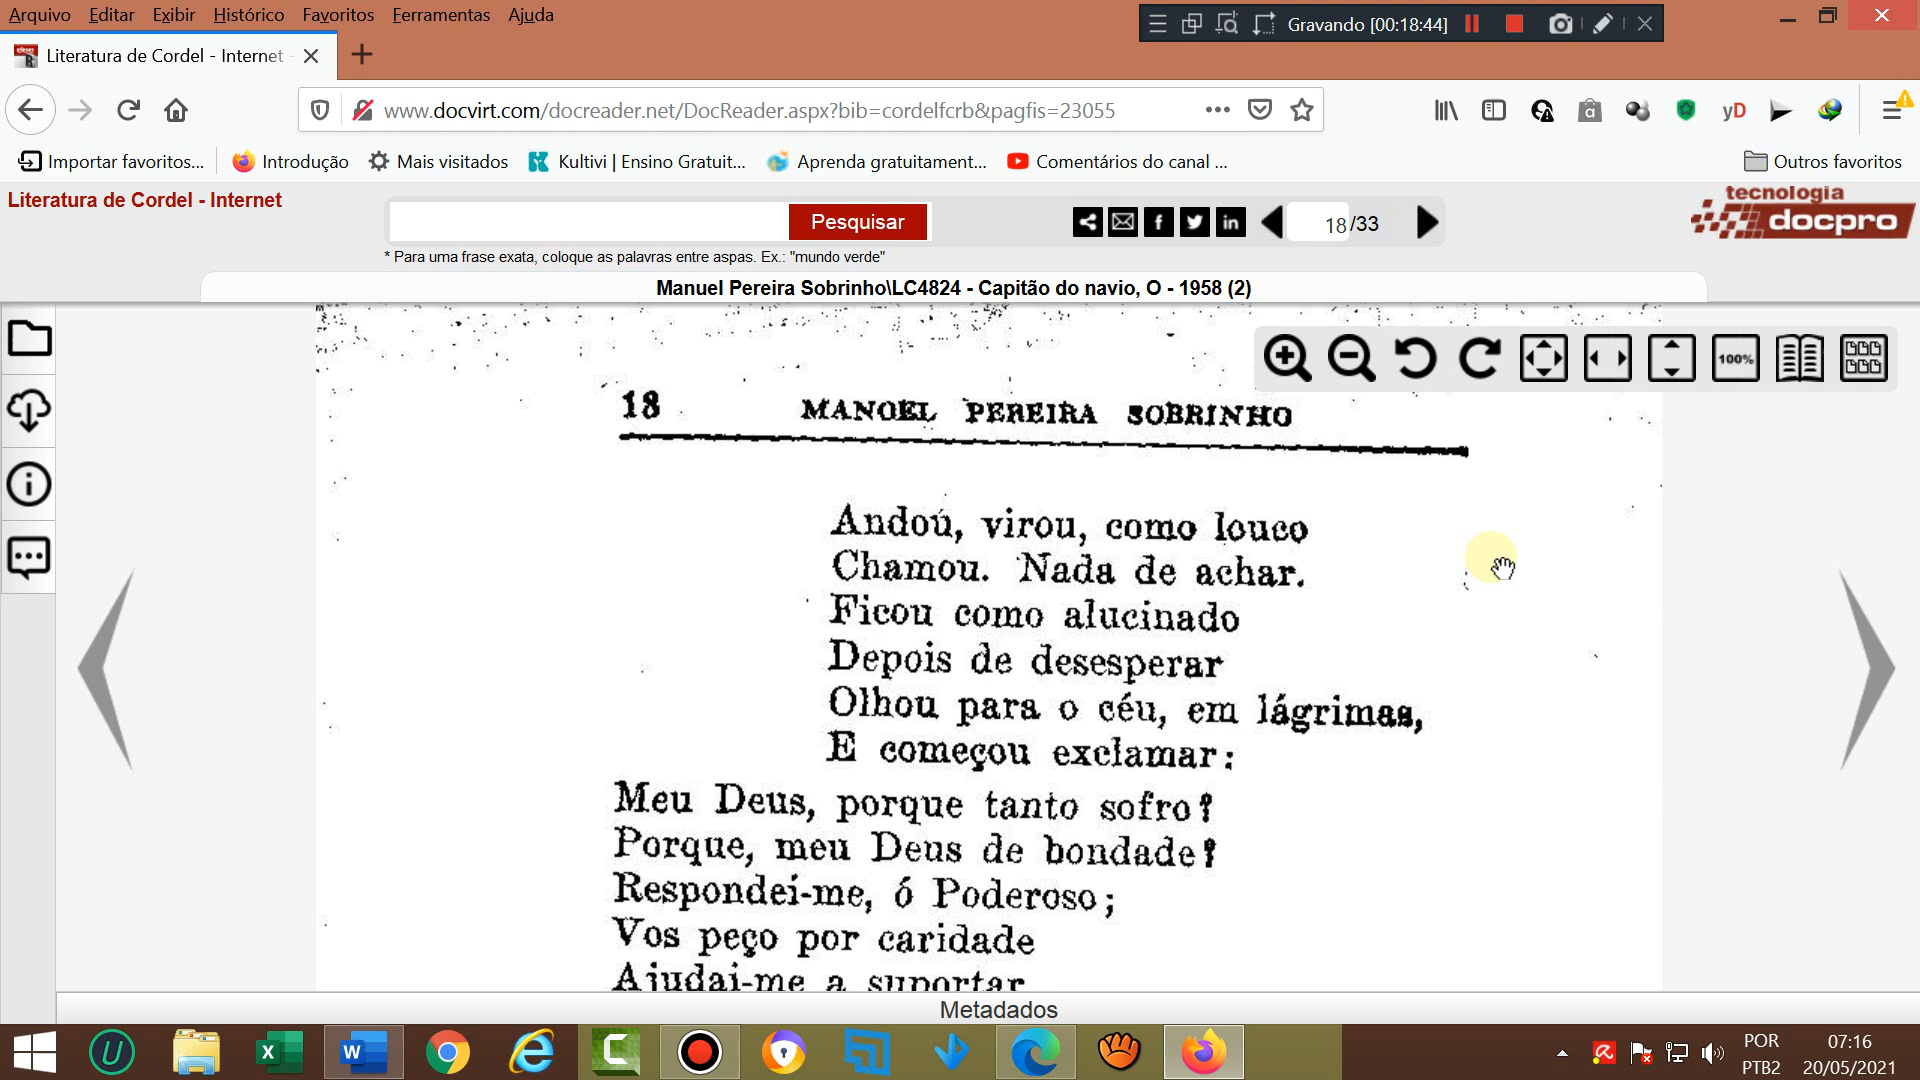 Arquivo Editar Exibir Histórico Favoritos Ferramentas Ajuda
Gravando [00:18:44]
Literatura de Cordel - Internet -
www.docvirt.com/docreader.net/DocReader.aspx?bib=cordelfcrb&pagfis=23055
yD
Importar favoritos... Introdução Mais visitados Kultivi | Ensino Gratuit... Aprenda gratuitament... Comentários do canal ... Outros favoritos
Literatura de Cordel - Internet
Pesquisar
18 /33
tecnologia
docpro
* Para uma frase exata, coloque as palavras entre aspas. Ex.: "mundo verde"
Manuel Pereira Sobrinho\LC4824 - Capitão do navio, O - 1958 (2)
100%
18 MANOEL PEREIRA SOBRINHO
Andou, virou, como louco
Chamou. Nada de achar.
Ficou como alucinado
Depois de desesperar
Olhou para o céu, em lágrimas,
E começou exclamar:
Meu Deus, porque tanto sofro?
Porque, meu Deus de bondade?
Respondei-me, ó Poderoso;
Vos peço por caridade
Ajudai-me a suportar
Metadados
POR
PTB2
07:16
20/05/2021